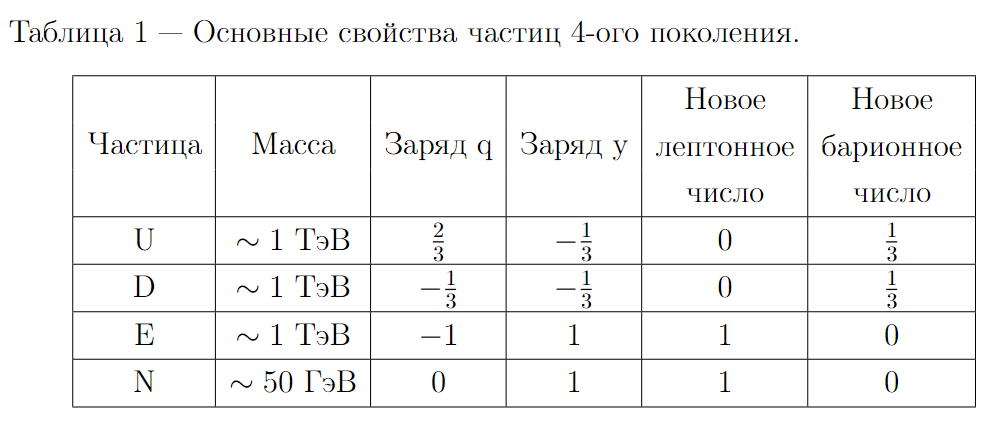 Таблица 1 — Основные свойства частиц 4-ого поколения.
Частица | Масса | Заряд q | Заряд y | Новое лептонное число | Новое барионное число
U | ∼ 1 ТэВ | 2/3 | −1/3 | 0 | 1/3
D | ∼ 1 ТэВ | −1/3 | −1/3 | 0 | 1/3
E | ∼ 1 ТэВ | −1 | 1 | 1 | 0
N | ∼ 50 ГэВ | 0 | 1 | 1 | 0